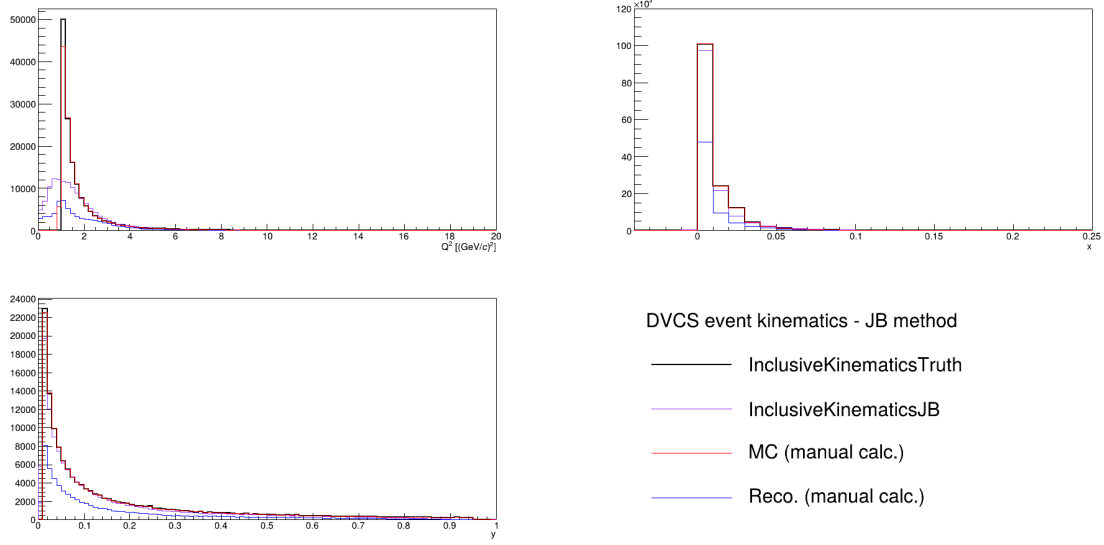 50000
40000
30000
20000
10000
0
0 2 4 6 8 10 12 14 16 18 20
Q² [(GeV/c)²]
120
100
80
60
40
20
0
0 0.05 0.1 0.15 0.2 0.25
x
24000
22000
20000
18000
16000
14000
12000
10000
8000
6000
4000
2000
0
0 0.1 0.2 0.3 0.4 0.5 0.6 0.7 0.8 0.9 1
y
DVCS event kinematics - JB method
InclusiveKinematicsTruth
InclusiveKinematicsJB
MC (manual calc.)
Reco. (manual calc.)